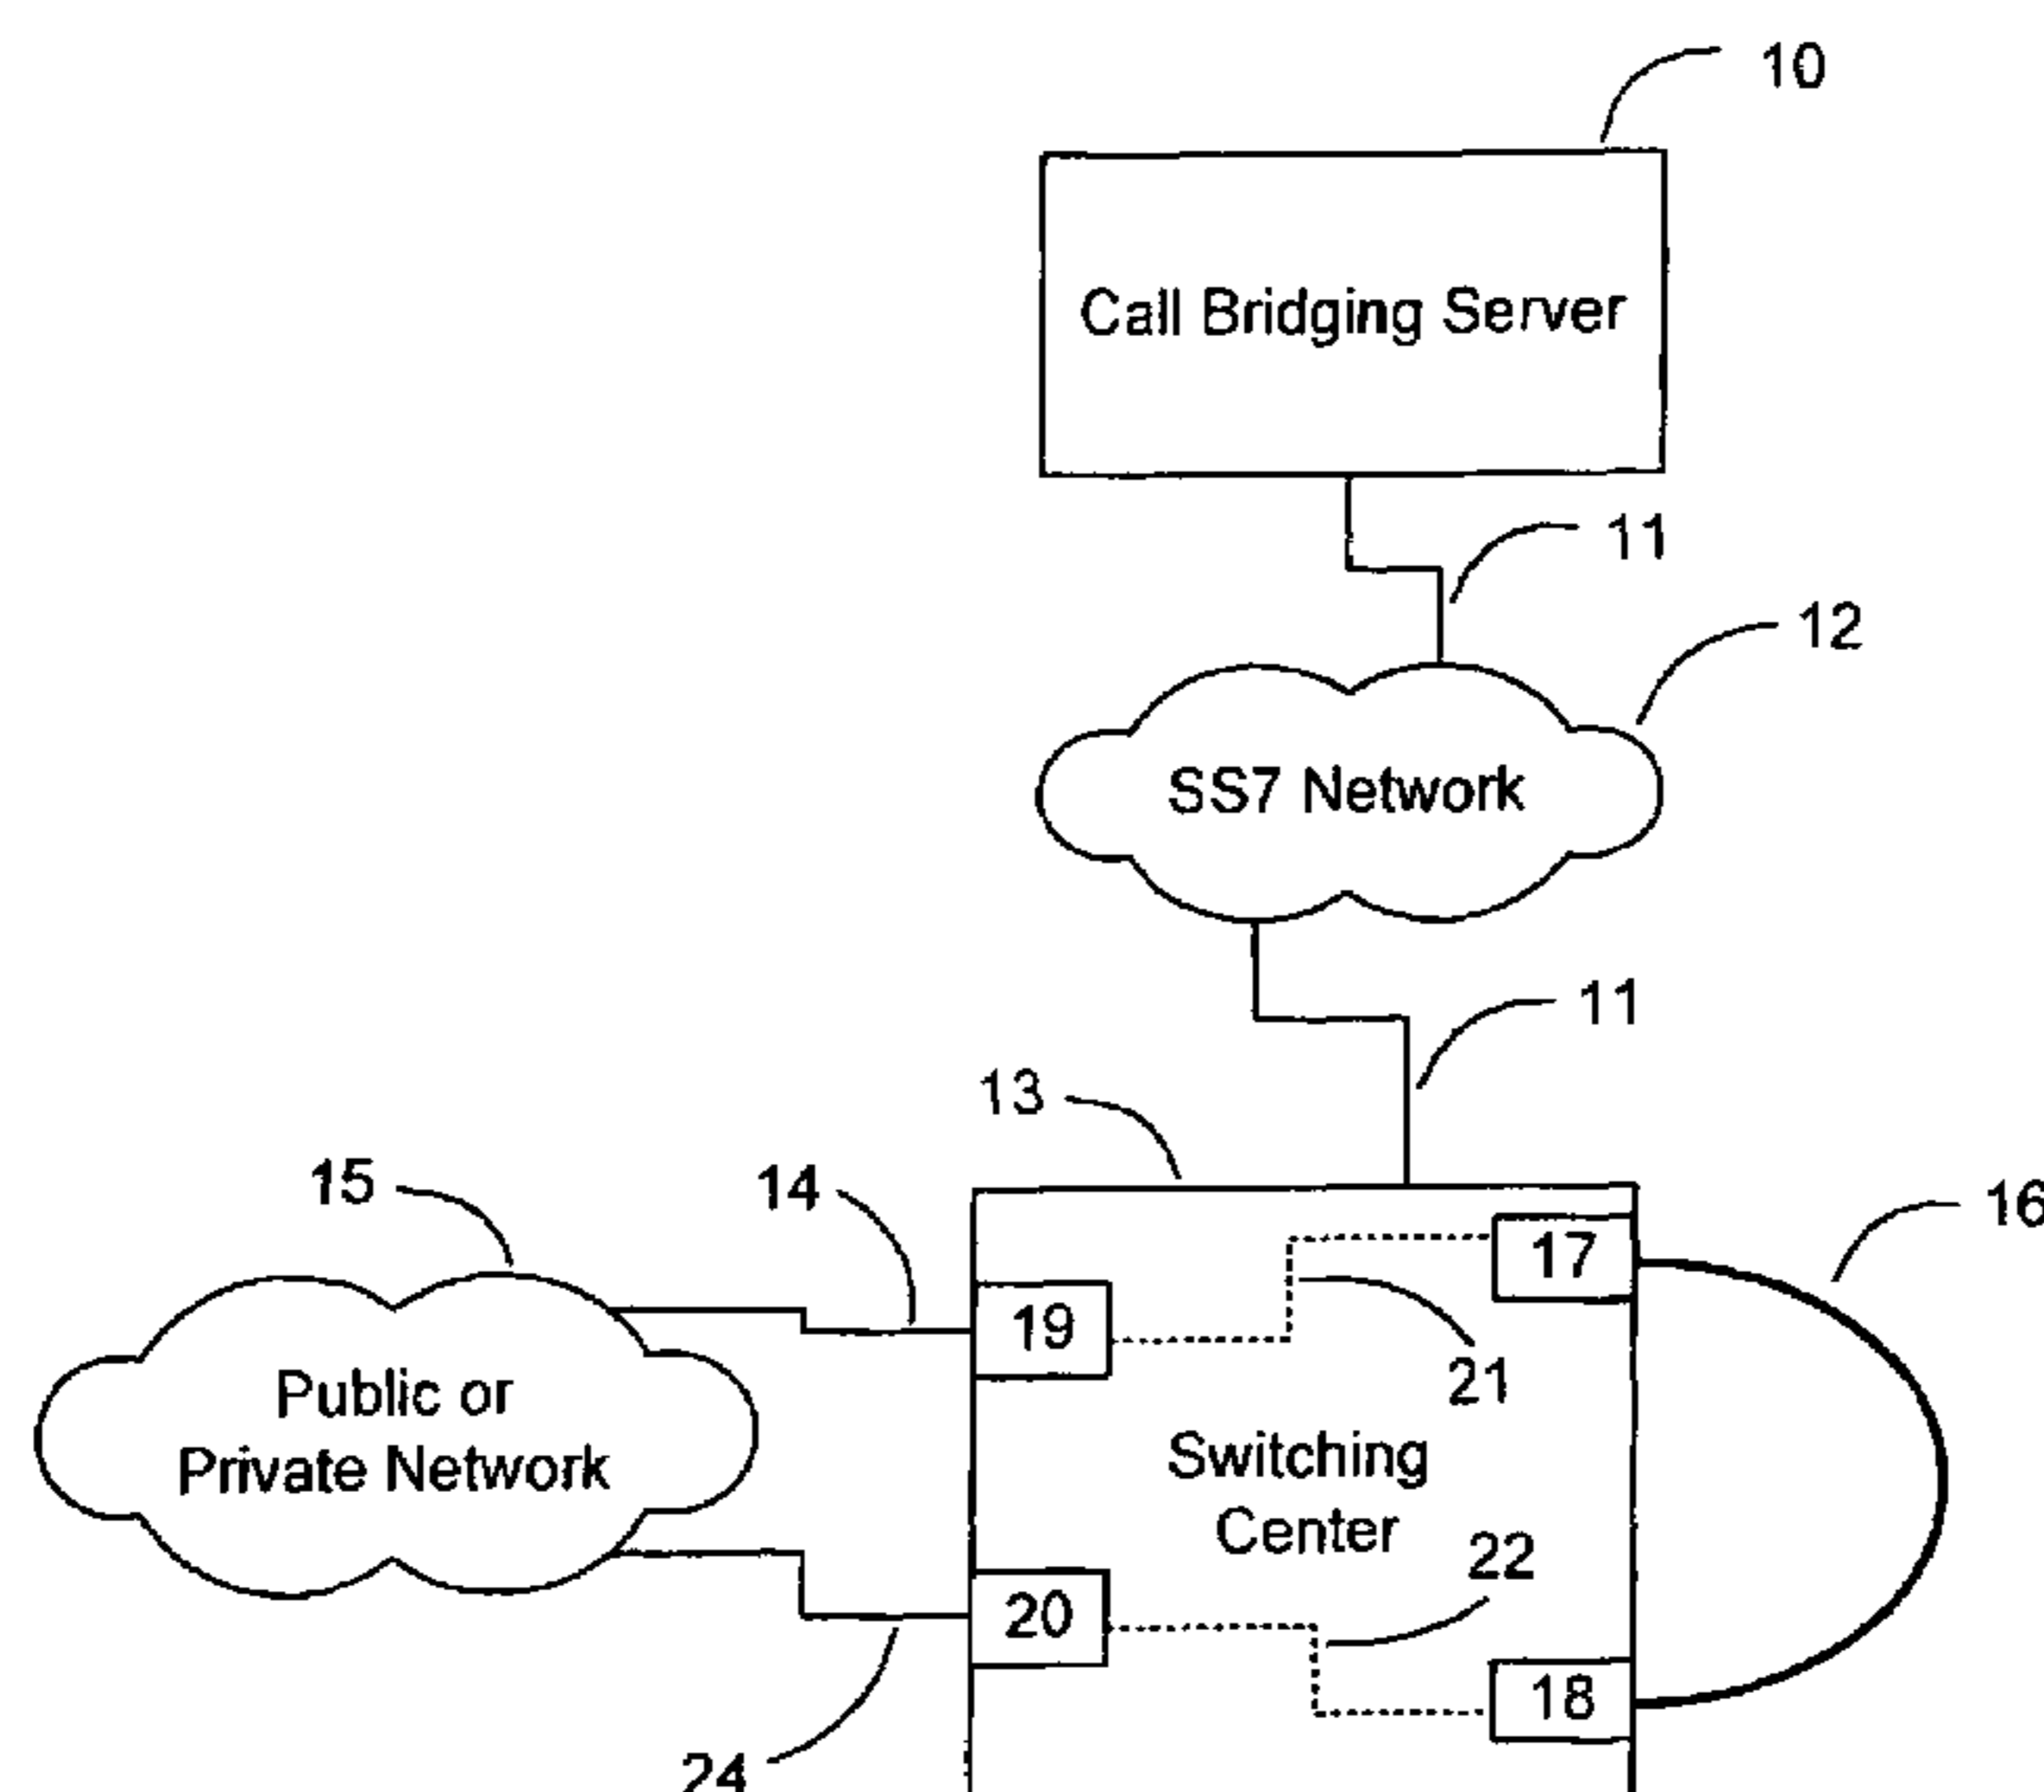 10
Call Bridging Server
11
12
SS7 Network
11
13
15
14
16
17
19
21
Public or
Private Network
Switching
Center
22
20
18
24